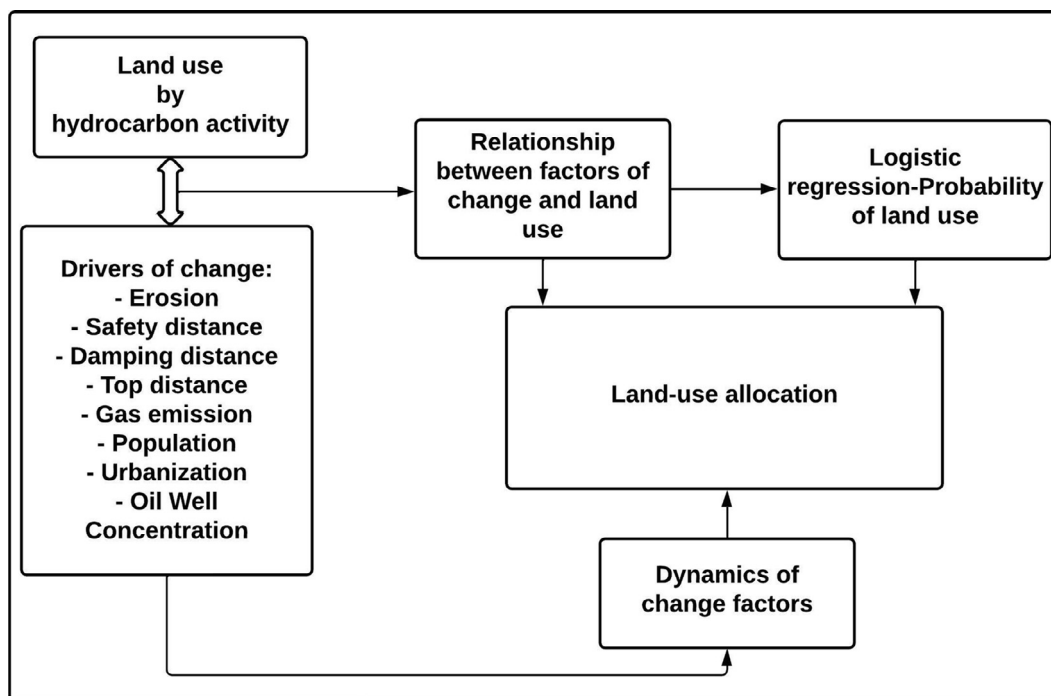 Land use
by
hydrocarbon activity
Relationship
between factors of
change and land
use
Logistic
regression-Probability
of land use
Drivers of change:
- Erosion
- Safety distance
- Damping distance
- Top distance
- Gas emission
- Population
- Urbanization
- Oil Well
Concentration
Land-use allocation
Dynamics of
change factors